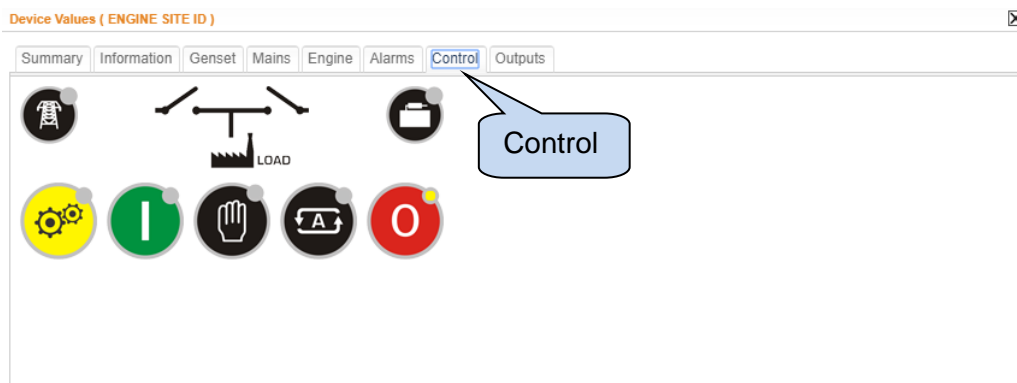 Device Values ( ENGINE SITE ID )
Summary Information Genset Mains Engine Alarms Control Outputs
LOAD
Control
I A O